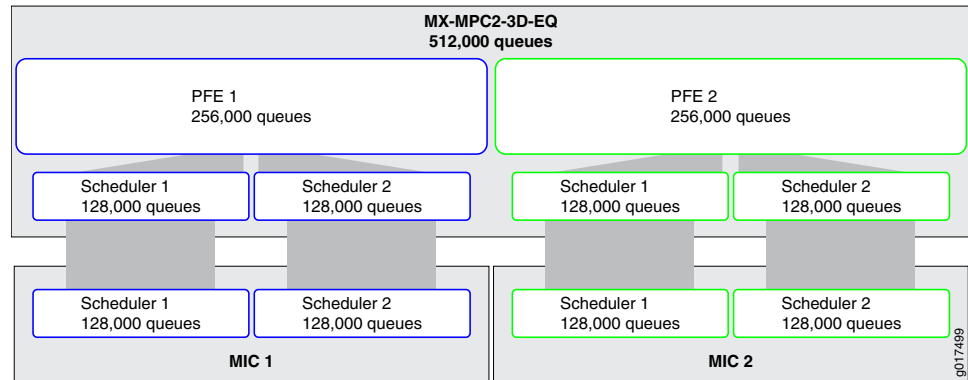 MX-MPC2-3D-EQ
512,000 queues
PFE 1
256,000 queues
PFE 2
256,000 queues
Scheduler 1
128,000 queues
Scheduler 2
128,000 queues
Scheduler 1
128,000 queues
Scheduler 2
128,000 queues
Scheduler 1
128,000 queues
Scheduler 2
128,000 queues
Scheduler 1
128,000 queues
Scheduler 2
128,000 queues
MIC 1
MIC 2
g017499